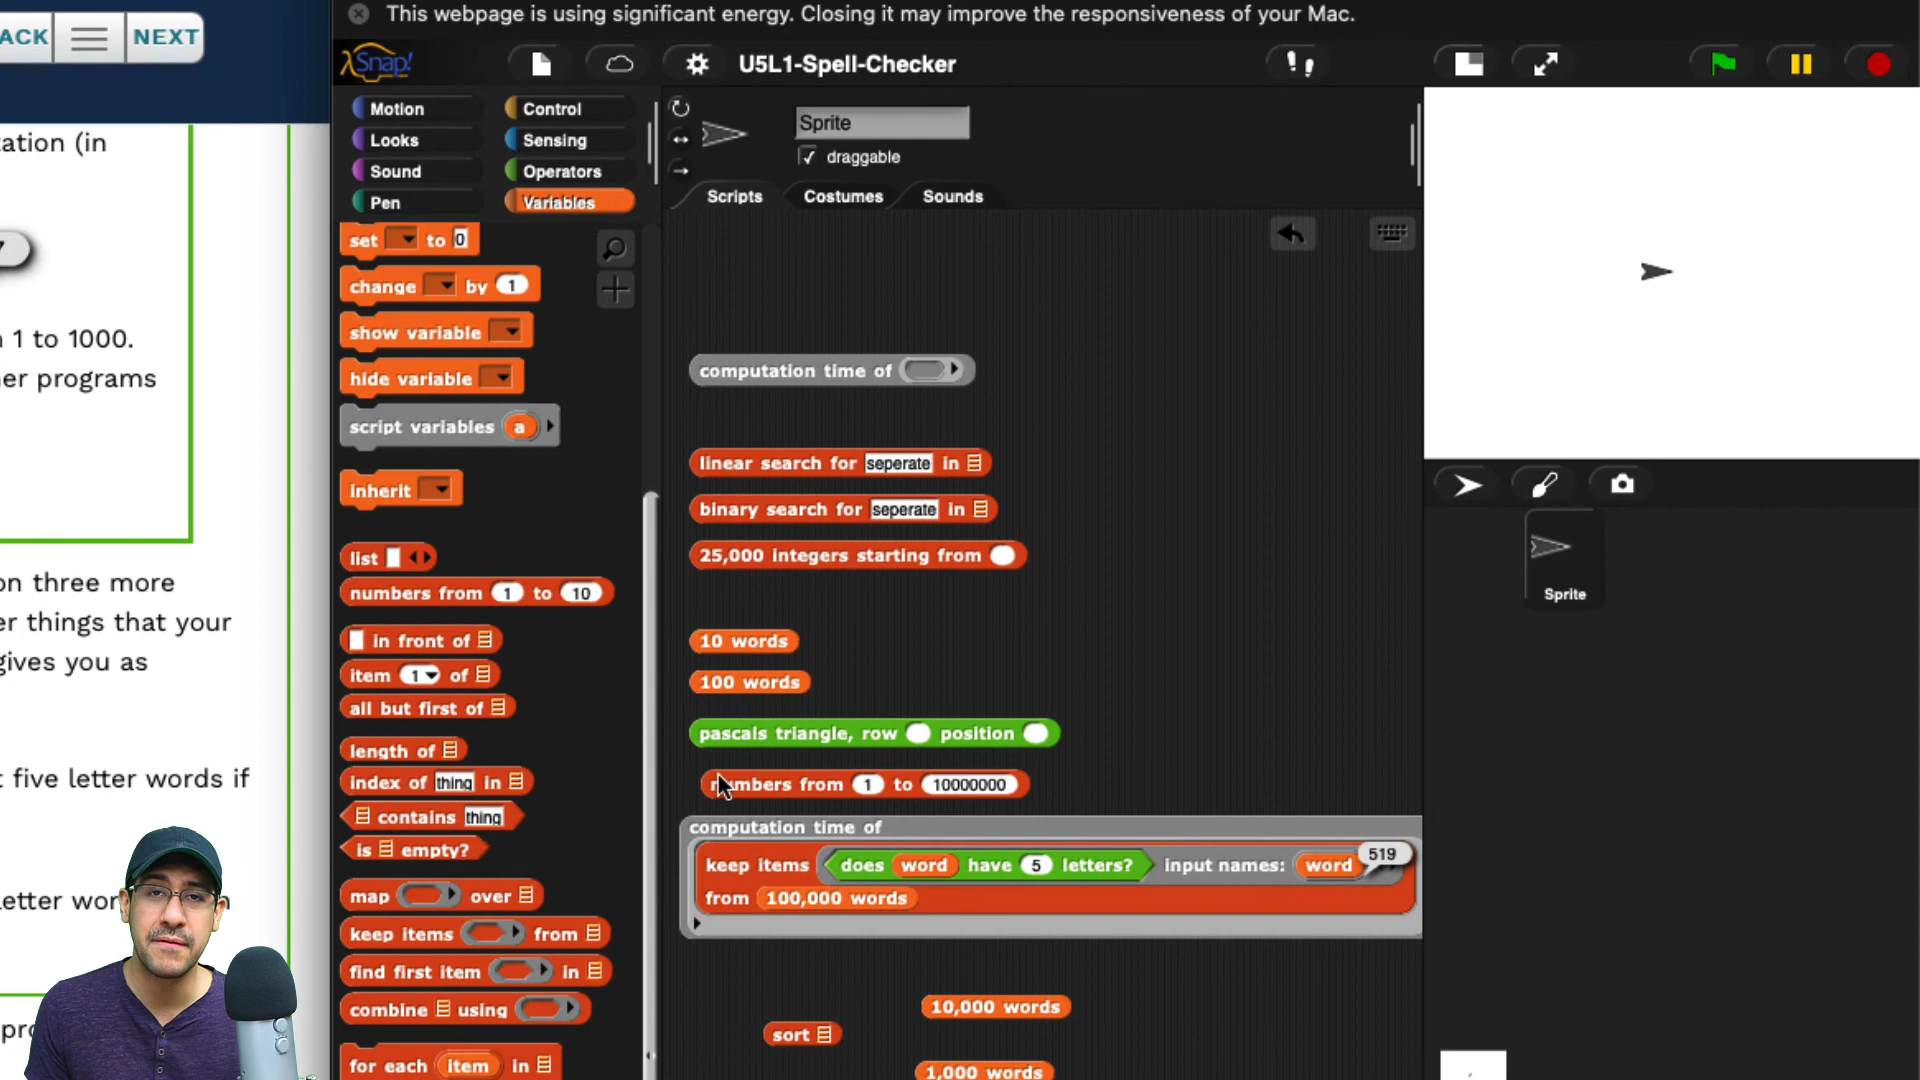 This webpage is using significant energy. Closing it may improve the responsiveness of your Mac.
ACK
NEXT
Snap!
U5L1-Spell-Checker
Motion
Control
Looks
Sensing
Sound
Operators
Pen
Variables
Sprite
draggable
Scripts
Costumes
Sounds
ation (in
1 to 1000.
er programs
on three more
er things that your
gives you as
t five letter words if
etter wor
n
pro
set to 0
change by 1
show variable
hide variable
script variables a
inherit
list
numbers from 1 to 10
in front of
item 1 of
all but first of
length of
index of thing in
contains thing
is empty?
map over
keep items from
find first item in
combine using
for each item in
computation time of
linear search for seperate in
binary search for seperate in
25,000 integers starting from
10 words
100 words
pascals triangle, row position
numbers from 1 to 10000000
computation time of
keep items does word have 5 letters? input names: word
519
from 100,000 words
10,000 words
sort
1,000 words
Sprite